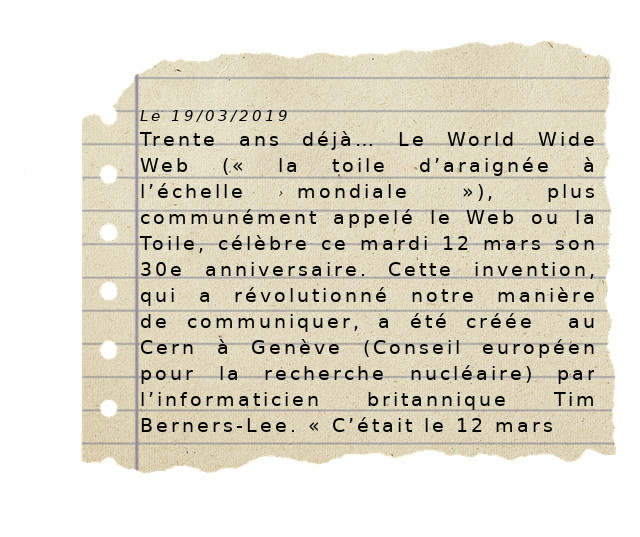 Le 19/03/2019
Trente ans déjà… Le World Wide
Web (« la toile d’araignée à
l’échelle mondiale »), plus
communément appelé le Web ou la
Toile, célèbre ce mardi 12 mars son
30e anniversaire. Cette invention,
qui a révolutionné notre manière
de communiquer, a été créée au
Cern à Genève (Conseil européen
pour la recherche nucléaire) par
l’informaticien britannique Tim
Berners-Lee. « C’était le 12 mars